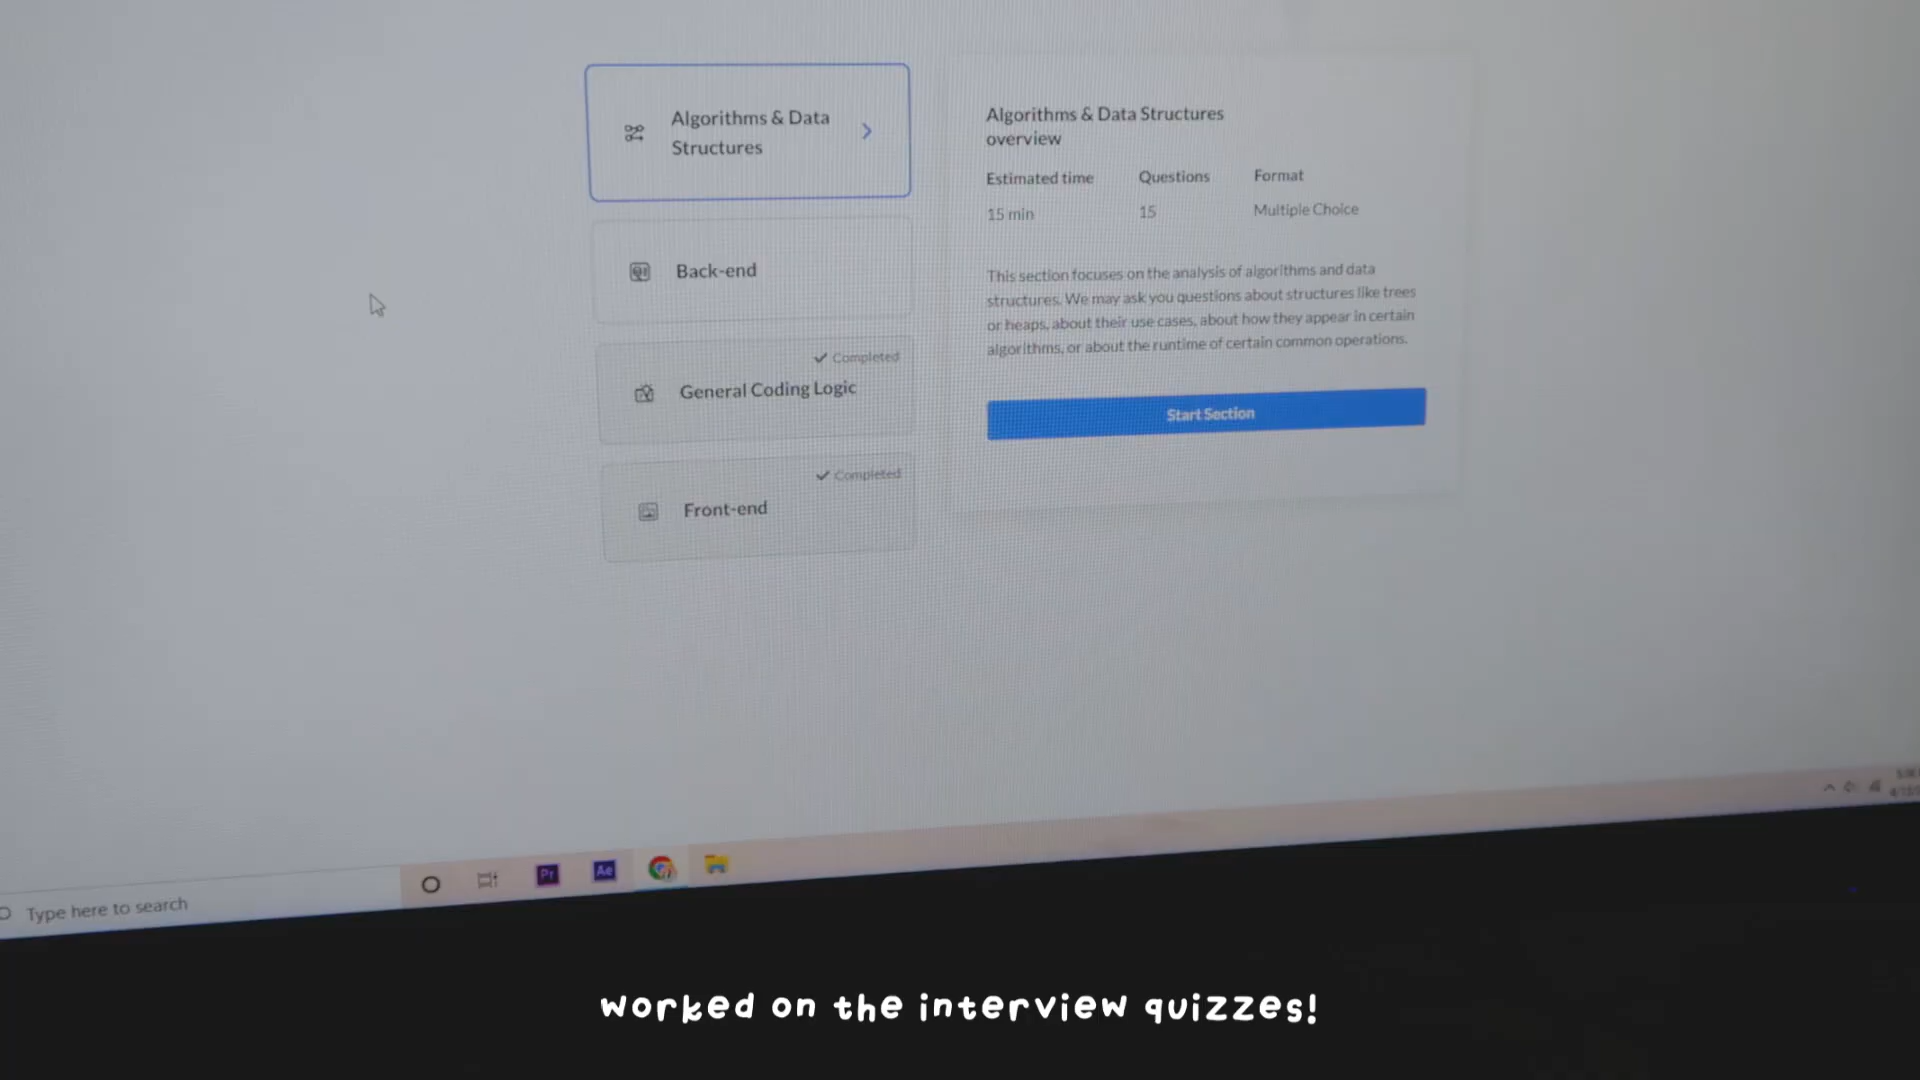 Algorithms & Data
Structures
Back-end
Completed
General Coding Logic
Completed
Front-end
Algorithms & Data Structures
overview
Estimated time Questions Format
15 min 15 Multiple Choice
This section focuses on the analysis of algorithms and data
structures. We may ask you questions about structures like trees
or heaps, about their use cases, about how they appear in certain
algorithms, or about the runtime of certain common operations.
Start Section
Type here to search
Pr
Ae
worked on the interview quizzes!